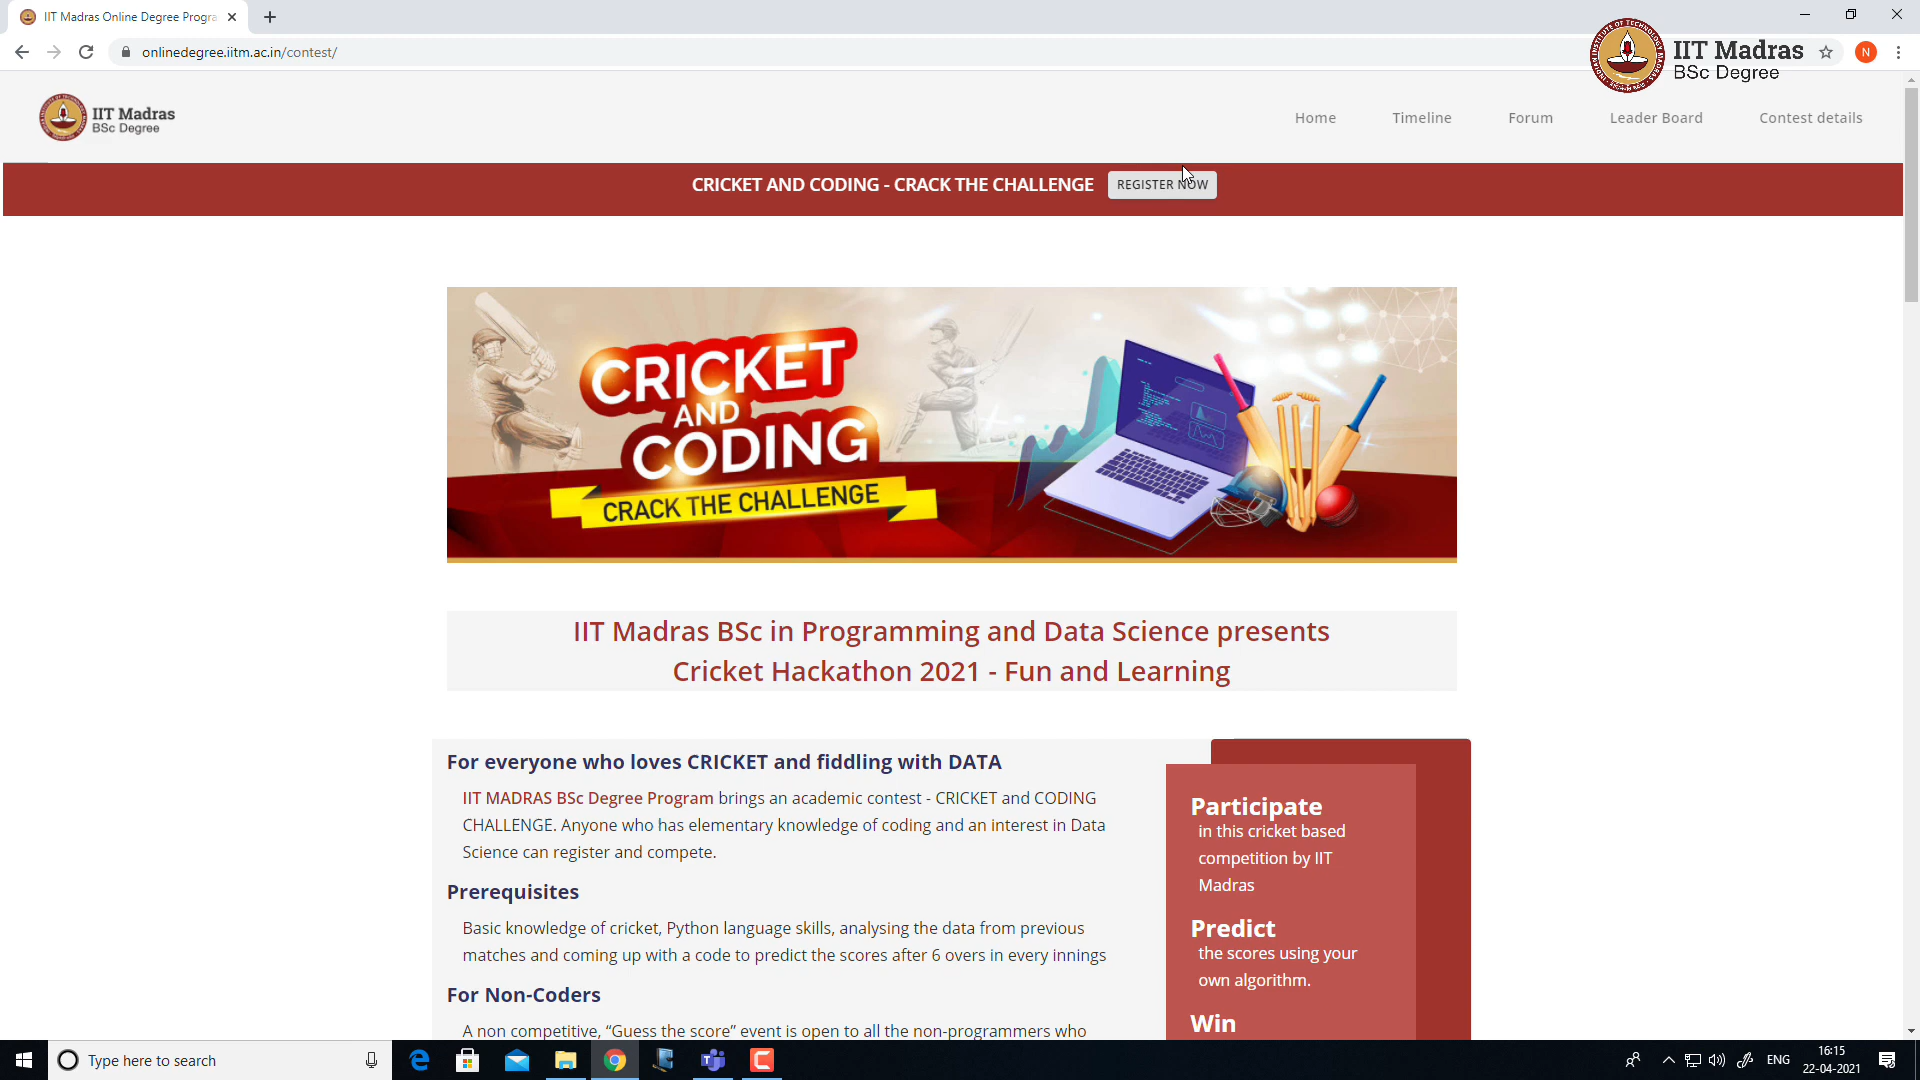 IIT Madras Online Degree Progra
onlinedegree.iitm.ac.in/contest/
N
IIT Madras
BSc Degree
IIT Madras
BSc Degree
Home Timeline Forum Leader Board Contest details
CRICKET AND CODING - CRACK THE CHALLENGE REGISTER NOW
CRICKET
AND
CODING
CRACK THE CHALLENGE
IIT Madras BSc in Programming and Data Science presents
Cricket Hackathon 2021 - Fun and Learning
For everyone who loves CRICKET and fiddling with DATA
IIT MADRAS BSc Degree Program brings an academic contest - CRICKET and CODING
CHALLENGE. Anyone who has elementary knowledge of coding and an interest in Data
Science can register and compete.
Prerequisites
Basic knowledge of cricket, Python language skills, analysing the data from previous
matches and coming up with a code to predict the scores after 6 overs in every innings
For Non-Coders
A non competitive, “Guess the score” event is open to all the non-programmers who
Participate
in this cricket based
competition by IIT
Madras
Predict
the scores using your
own algorithm.
Win
Type here to search
ENG
16:15
22-04-2021